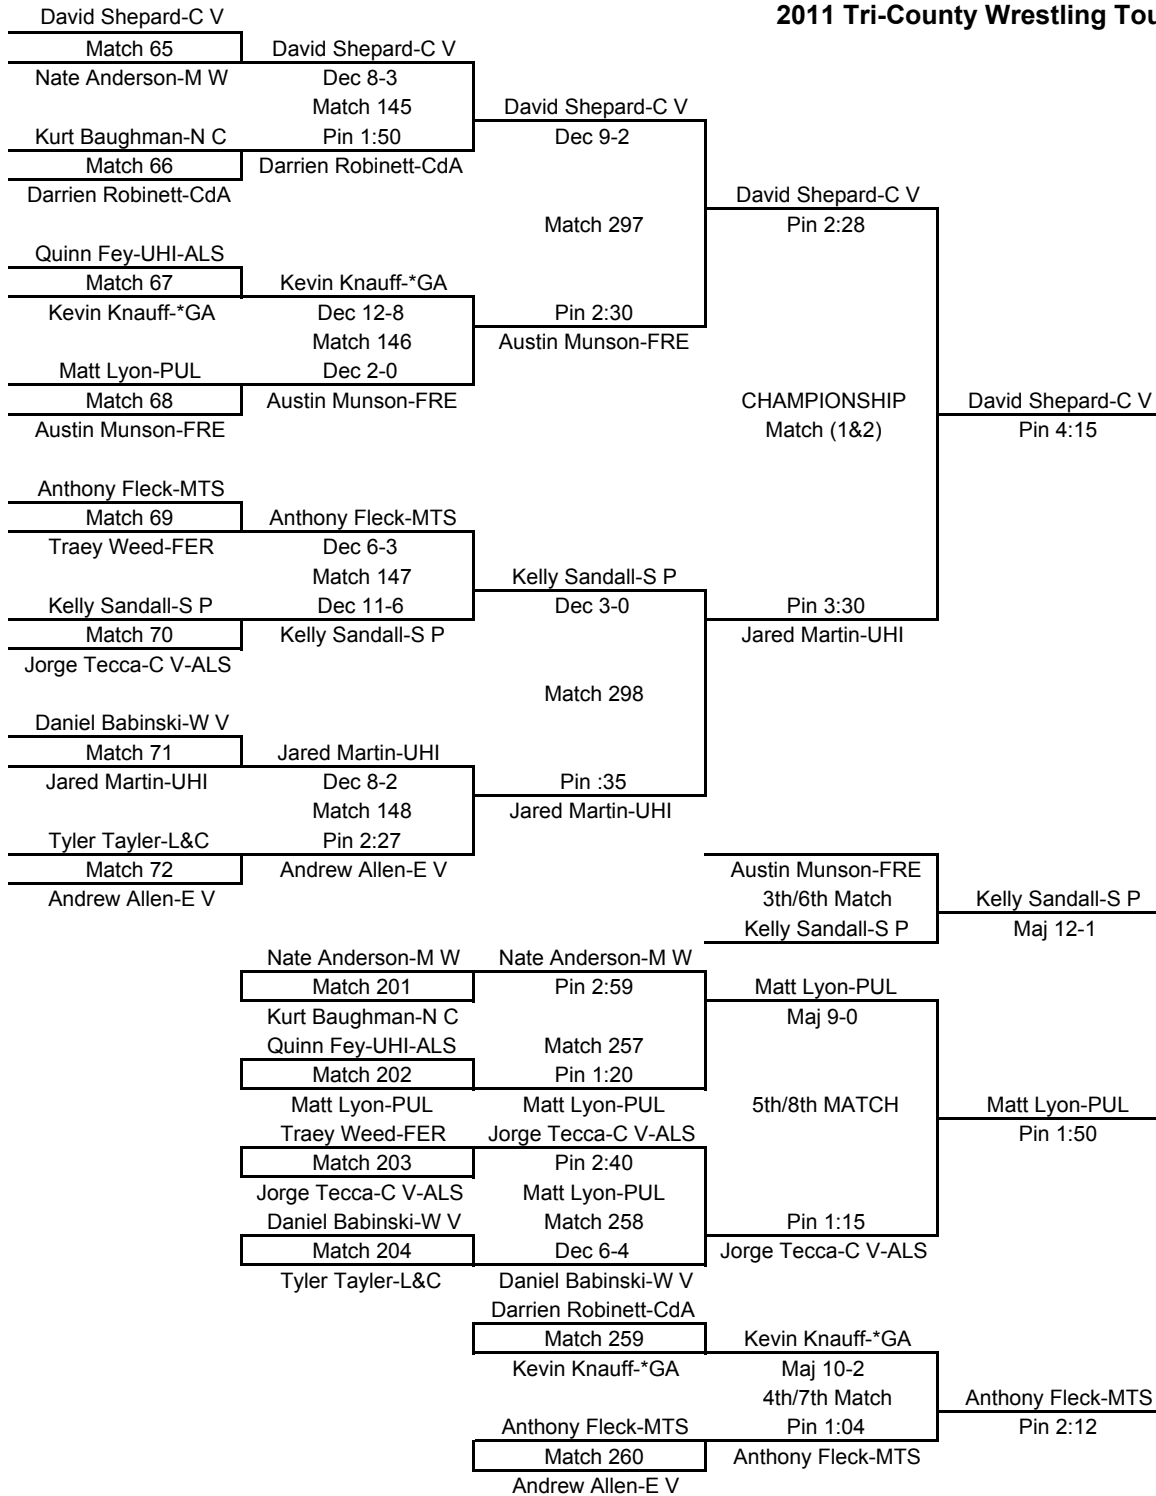 David Shepard-C V
2011 Tri-County Wrestling Tou
Match 65
David Shepard-C V
Nate Anderson-M W
Dec 8-3
Match 145
David Shepard-C V
Kurt Baughman-N C
Pin 1:50
Dec 9-2
Match 66
Darrien Robinett-CdA
Darrien Robinett-CdA
David Shepard-C V
Match 297
Pin 2:28
Quinn Fey-UHI-ALS
Match 67
Kevin Knauff-*GA
Kevin Knauff-*GA
Dec 12-8
Pin 2:30
Match 146
Austin Munson-FRE
Matt Lyon-PUL
Dec 2-0
Match 68
Austin Munson-FRE
CHAMPIONSHIP
David Shepard-C V
Austin Munson-FRE
Match (1&2)
Pin 4:15
Anthony Fleck-MTS
Match 69
Anthony Fleck-MTS
Traey Weed-FER
Dec 6-3
Match 147
Kelly Sandall-S P
Kelly Sandall-S P
Dec 11-6
Dec 3-0
Pin 3:30
Match 70
Kelly Sandall-S P
Jared Martin-UHI
Jorge Tecca-C V-ALS
Match 298
Daniel Babinski-W V
Match 71
Jared Martin-UHI
Jared Martin-UHI
Dec 8-2
Pin :35
Match 148
Jared Martin-UHI
Tyler Tayler-L&C
Pin 2:27
Match 72
Andrew Allen-E V
Austin Munson-FRE
Andrew Allen-E V
3th/6th Match
Kelly Sandall-S P
Kelly Sandall-S P
Maj 12-1
Nate Anderson-M W
Nate Anderson-M W
Match 201
Pin 2:59
Matt Lyon-PUL
Kurt Baughman-N C
Maj 9-0
Quinn Fey-UHI-ALS
Match 257
Match 202
Pin 1:20
Matt Lyon-PUL
Matt Lyon-PUL
5th/8th MATCH
Matt Lyon-PUL
Traey Weed-FER
Jorge Tecca-C V-ALS
Pin 1:50
Match 203
Pin 2:40
Jorge Tecca-C V-ALS
Matt Lyon-PUL
Daniel Babinski-W V
Match 258
Pin 1:15
Match 204
Dec 6-4
Jorge Tecca-C V-ALS
Tyler Tayler-L&C
Daniel Babinski-W V
Darrien Robinett-CdA
Match 259
Kevin Knauff-*GA
Kevin Knauff-*GA
Maj 10-2
4th/7th Match
Anthony Fleck-MTS
Anthony Fleck-MTS
Pin 1:04
Pin 2:12
Match 260
Anthony Fleck-MTS
Andrew Allen-E V